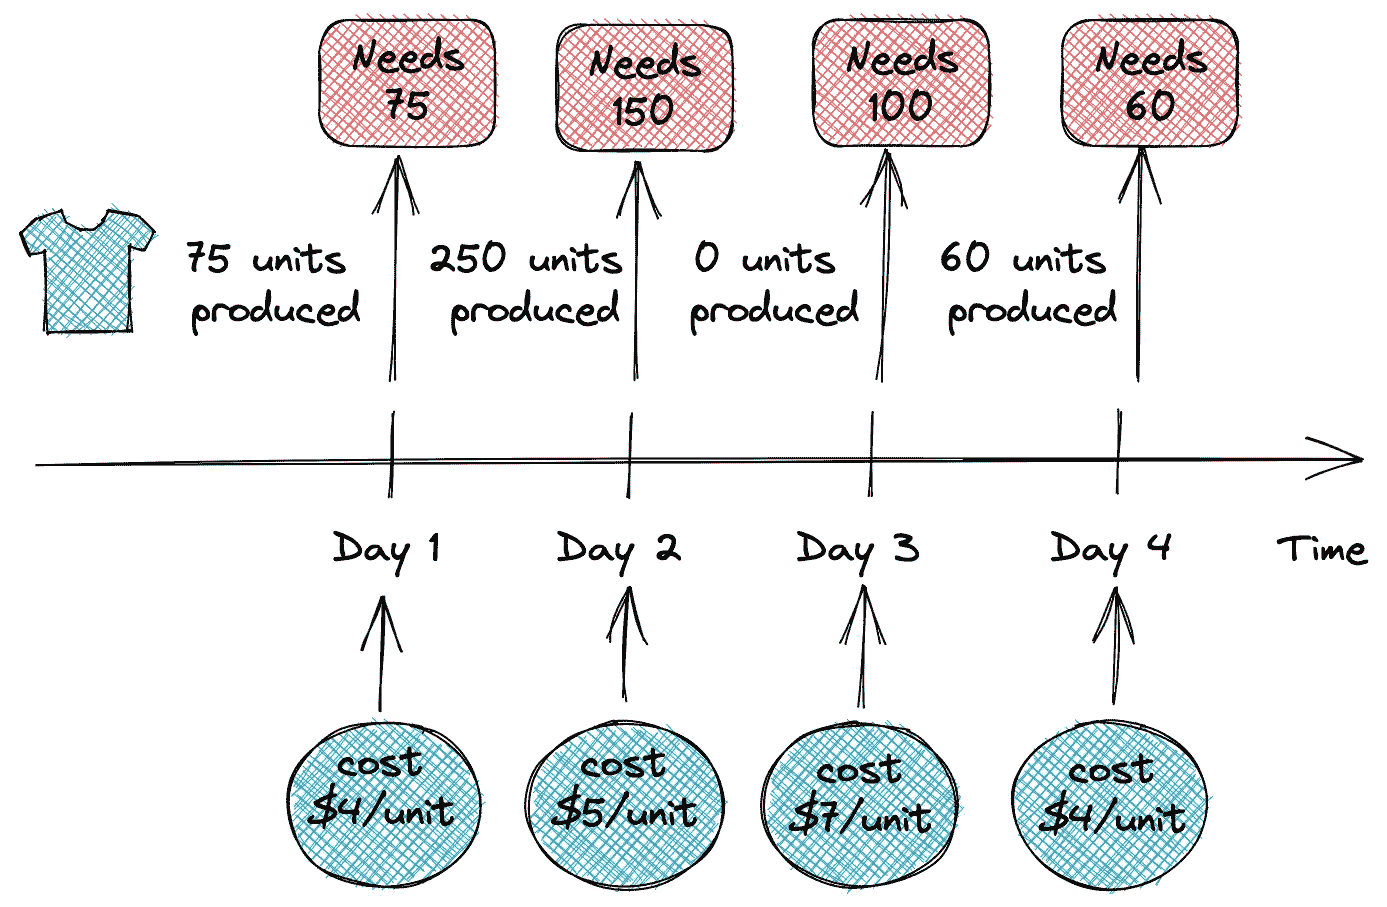 Needs
75
Needs
150
Needs
100
Needs
60
75 units
produced
250 units
produced
0 units
produced
60 units
produced
Day 1
Day 2
Day 3
Day 4
Time
cost
$4/unit
cost
$5/unit
cost
$7/unit
cost
$4/unit